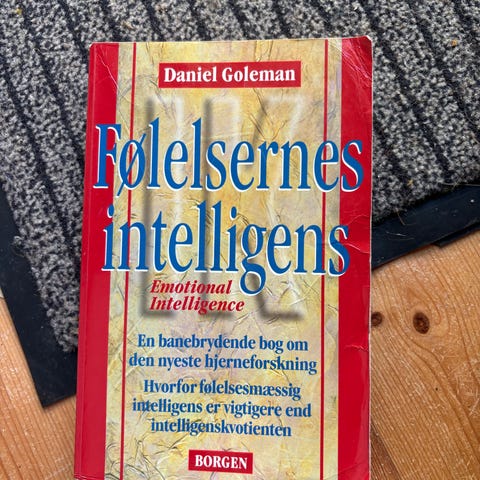 Daniel Goleman
Følelsernes
intelligens
Emotional
Intelligence
En banebrydende bog om
den nyeste hjerneforskning
Hvorfor følelsesmæssig
intelligens er vigtigere end
intelligenskvotienten
BORGEN